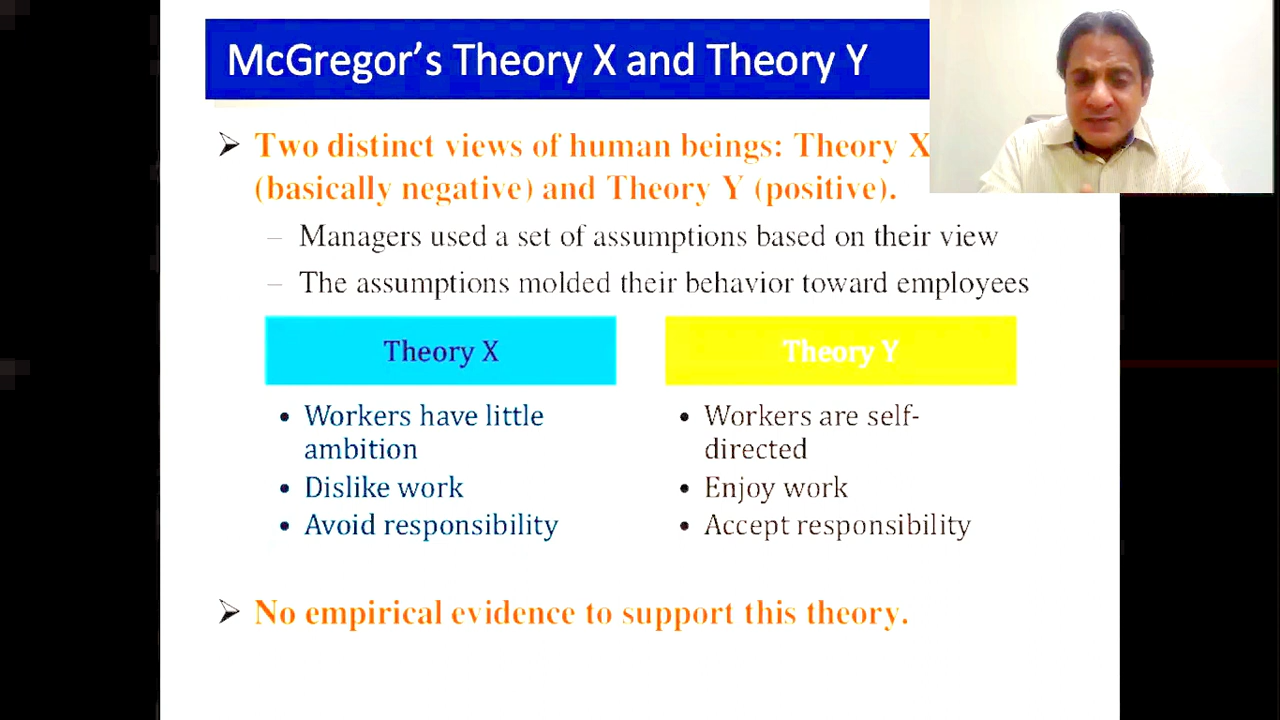 McGregor's Theory X and Theory Y
➢ Two distinct views of human beings: Theory X
(basically negative) and Theory Y (positive).
– Managers used a set of assumptions based on their view
– The assumptions molded their behavior toward employees
Theory X
• Workers have little
ambition
• Dislike work
• Avoid responsibility
Theory Y
• Workers are self-
directed
• Enjoy work
• Accept responsibility
➢ No empirical evidence to support this theory.